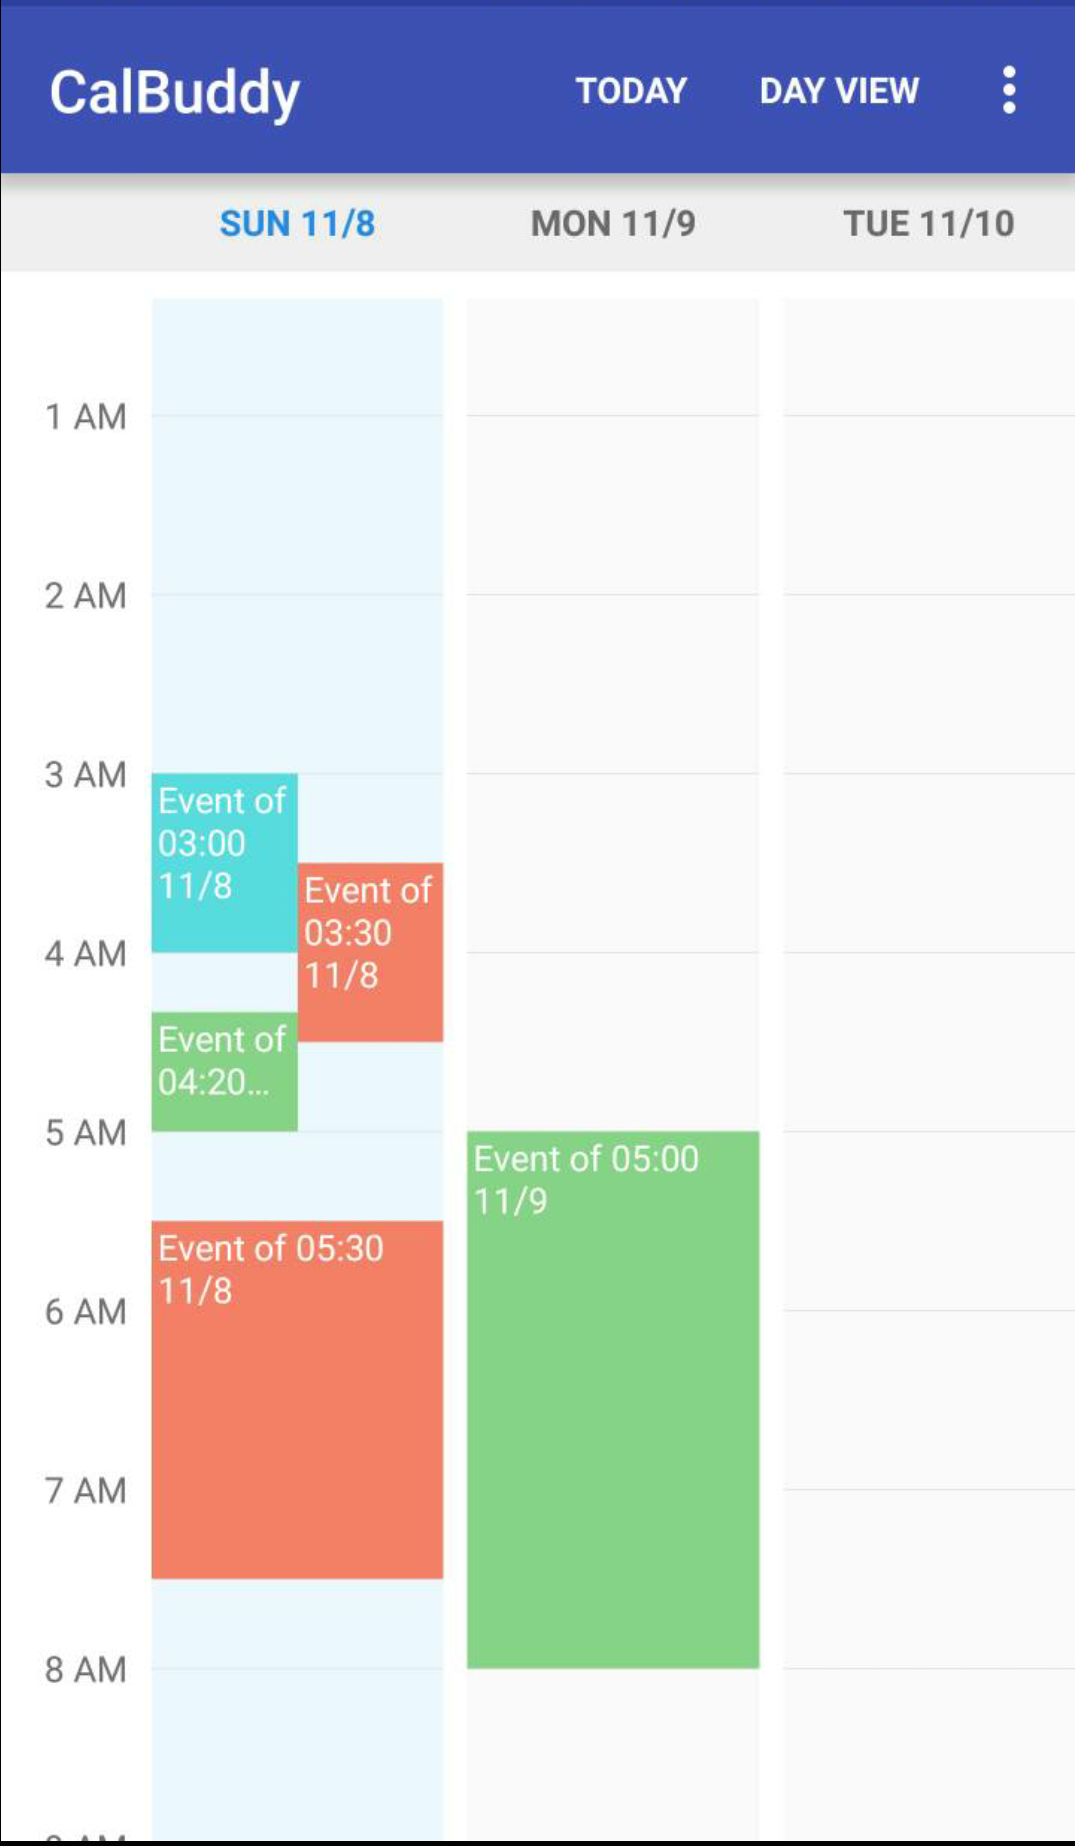 CalBuddy TODAY DAY VIEW
SUN 11/8 MON 11/9 TUE 11/10
1 AM
2 AM
3 AM
Event of
03:00
11/8
Event of
03:30
11/8
4 AM
Event of
04:20...
5 AM
Event of 05:00
11/9
Event of 05:30
11/8
6 AM
7 AM
8 AM